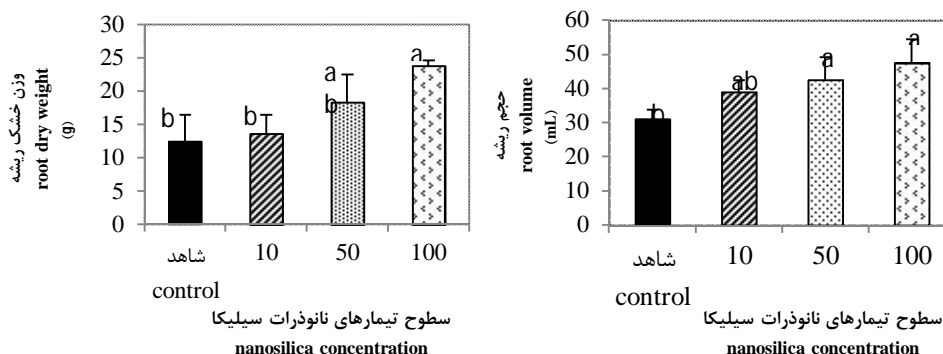 وزن خشک ریشه
root dry weight
(g)
30
25
20
15
10
5
0
b
b
a
b
a
شاهد
control
10
50
100
سطوح تیمارهای نانوذرات سیلیکا
nanosilica concentration
حجم ریشه
root volume
(mL)
60
50
40
30
20
10
0
b
ab
a
a
شاهد
control
10
50
100
سطوح تیمارهای نانوذرات سیلیکا
nanosilica concentration